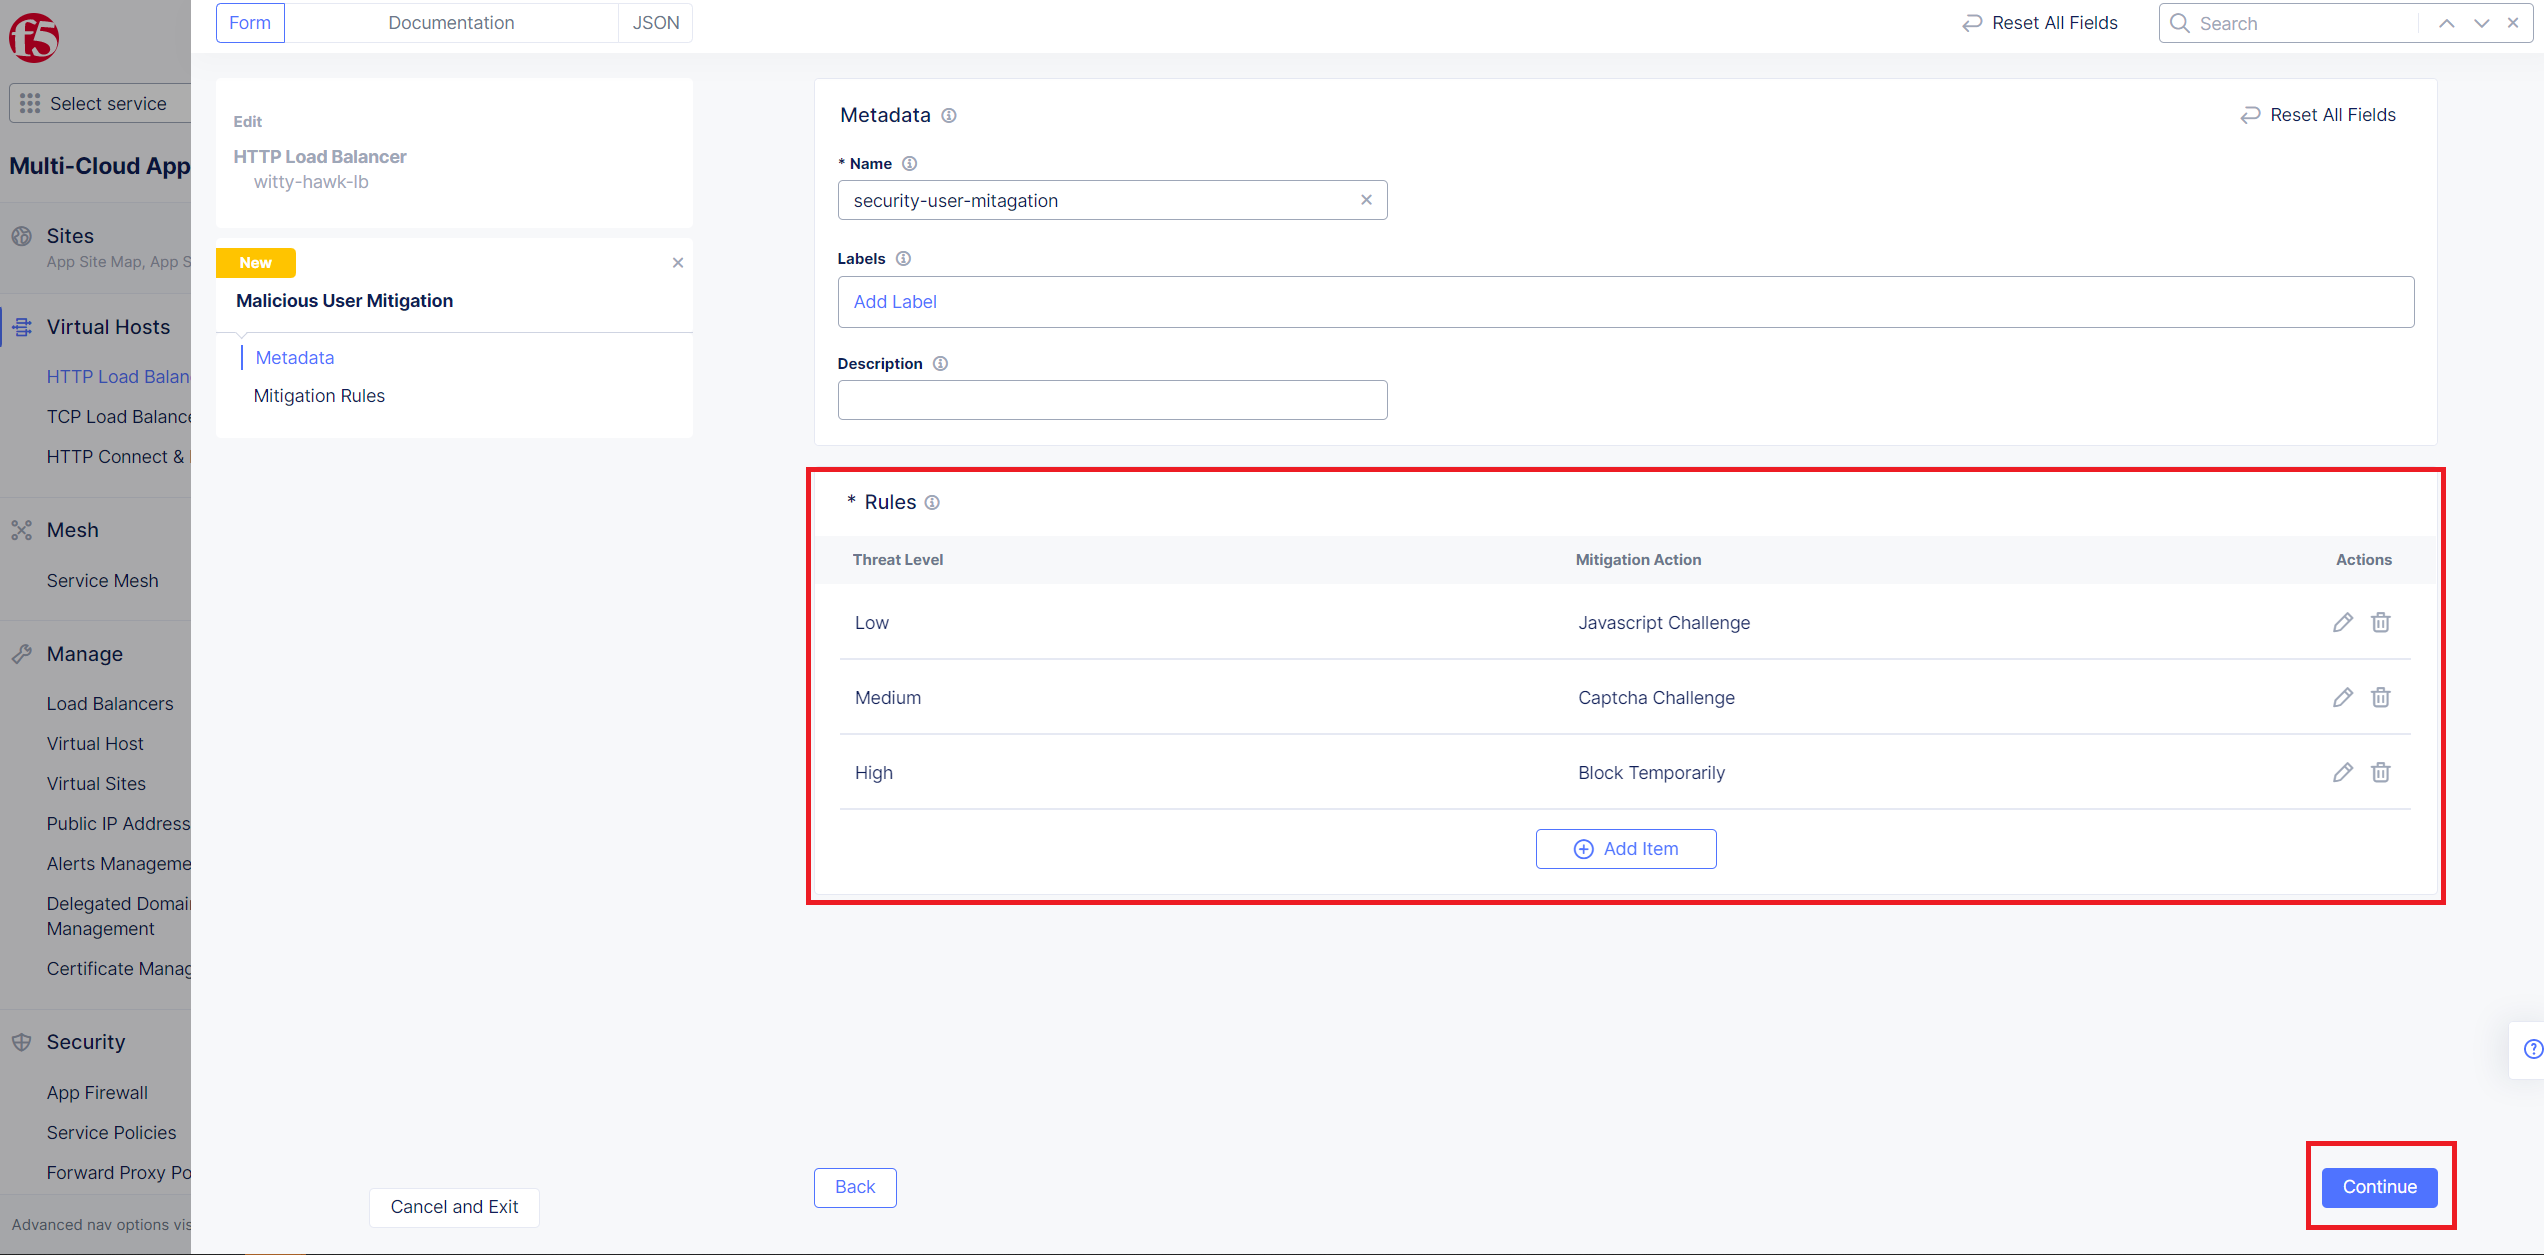 f5
Select service
Multi-Cloud App
Sites
App Site Map, App S
Virtual Hosts
HTTP Load Balan
TCP Load Balance
HTTP Connect &
Mesh
Service Mesh
Manage
Load Balancers
Virtual Host
Virtual Sites
Public IP Address
Alerts Manageme
Delegated Domai
Management
Certificate Manag
Security
App Firewall
Service Policies
Forward Proxy Po
Advanced nav options vis
Form
Documentation
JSON
Reset All Fields
Search
Edit
HTTP Load Balancer
witty-hawk-lb
New
Malicious User Mitigation
Metadata
Mitigation Rules
Cancel and Exit
Metadata
Reset All Fields
* Name
security-user-mitagation
Labels
Add Label
Description
* Rules
Threat Level Mitigation Action Actions
Low Javascript Challenge
Medium Captcha Challenge
High Block Temporarily
Add Item
Back
Continue